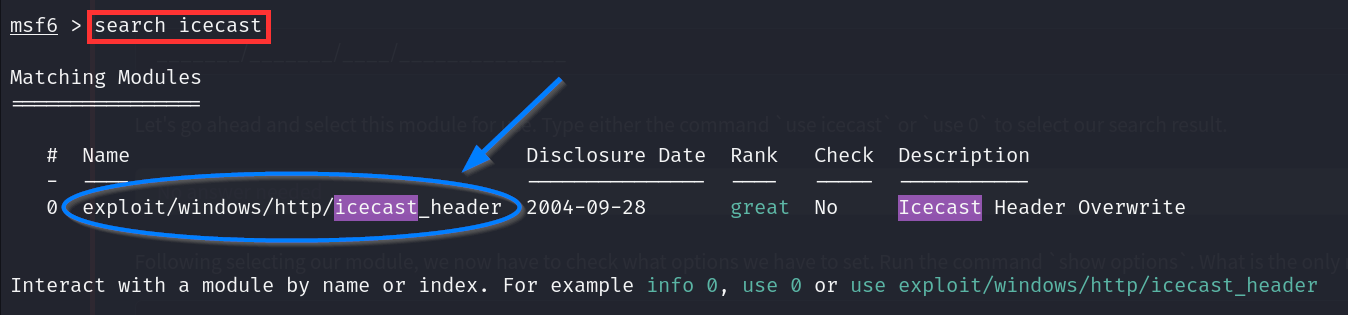 msf6 > search icecast
Matching Modules
================
Let's go ahead and select this module for use. Type either the command `use icecast` or `use 0` to select our search result.
# Name Disclosure Date Rank Check Description
- ---- --------------- ---- ----- -----------
0 exploit/windows/http/icecast_header 2004-09-28 great No Icecast Header Overwrite
Following selecting our module, we now have to check what options we have to set. Run the command `show options`. What is the only
Interact with a module by name or index. For example info 0, use 0 or use exploit/windows/http/icecast_header